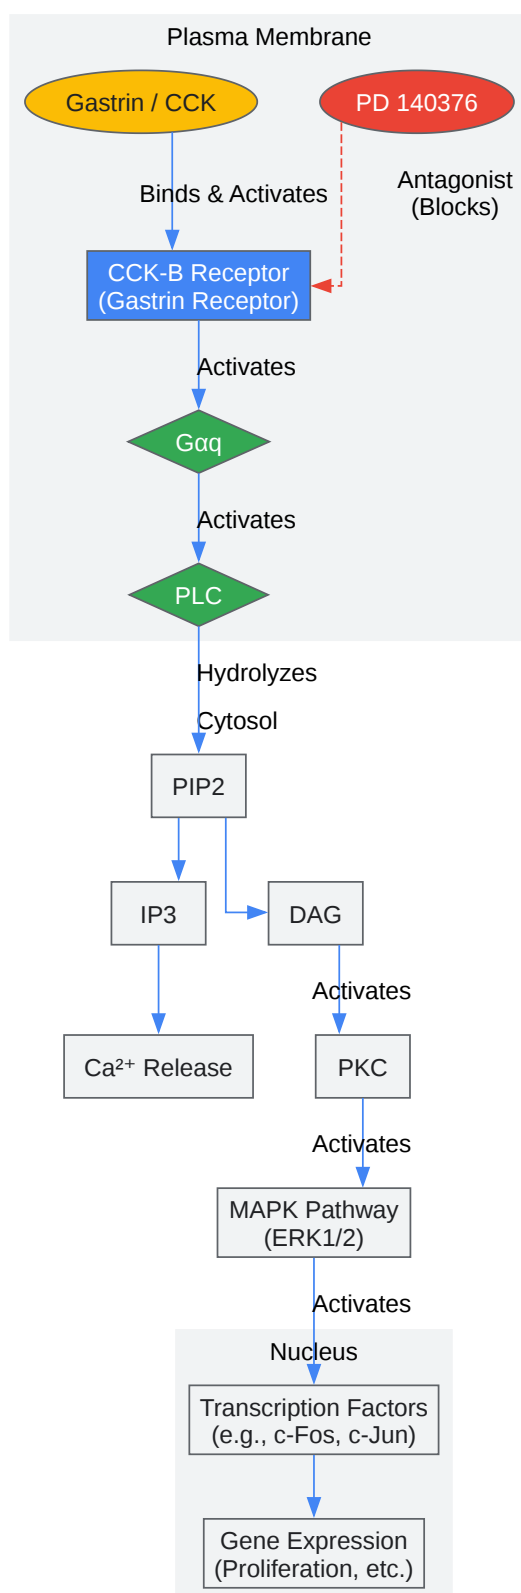 Plasma Membrane
Gastrin / CCK
PD 140376
Binds & Activates
Antagonist
(Blocks)
CCK-B Receptor
(Gastrin Receptor)
Activates
Gαq
Activates
PLC
Hydrolyzes
Cytosol
PIP2
IP3
DAG
Activates
Ca²⁺ Release
PKC
Activates
MAPK Pathway
(ERK1/2)
Activates
Nucleus
Transcription Factors
(e.g., c-Fos, c-Jun)
Gene Expression
(Proliferation, etc.)